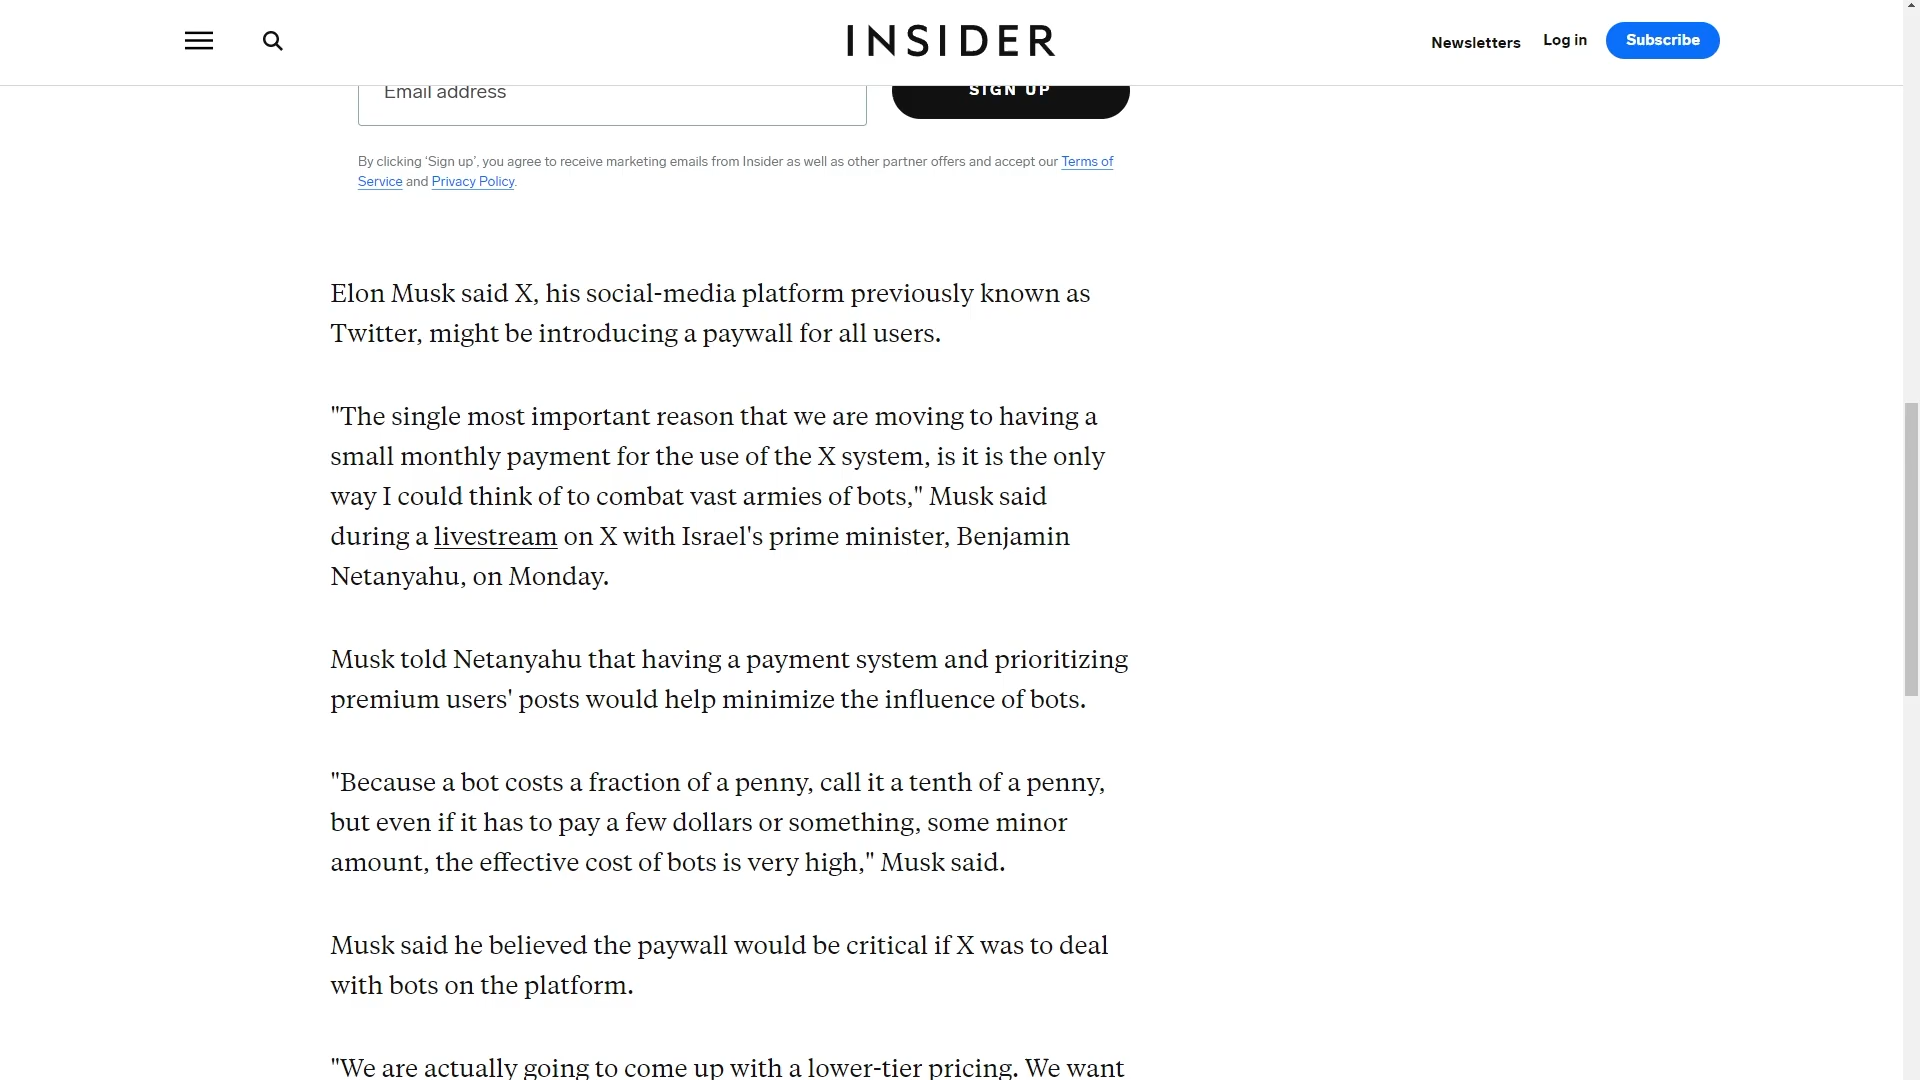 INSIDER
Newsletters
Log in
Subscribe
Email address
SIGN UP
By clicking ‘Sign up’, you agree to receive marketing emails from Insider as well as other partner offers and accept our Terms of
Service and Privacy Policy.
Elon Musk said X, his social-media platform previously known as
Twitter, might be introducing a paywall for all users.
"The single most important reason that we are moving to having a
small monthly payment for the use of the X system, is it is the only
way I could think of to combat vast armies of bots," Musk said
during a livestream on X with Israel's prime minister, Benjamin
Netanyahu, on Monday.
Musk told Netanyahu that having a payment system and prioritizing
premium users' posts would help minimize the influence of bots.
"Because a bot costs a fraction of a penny, call it a tenth of a penny,
but even if it has to pay a few dollars or something, some minor
amount, the effective cost of bots is very high," Musk said.
Musk said he believed the paywall would be critical if X was to deal
with bots on the platform.
"We are actually going to come up with a lower-tier pricing. We want